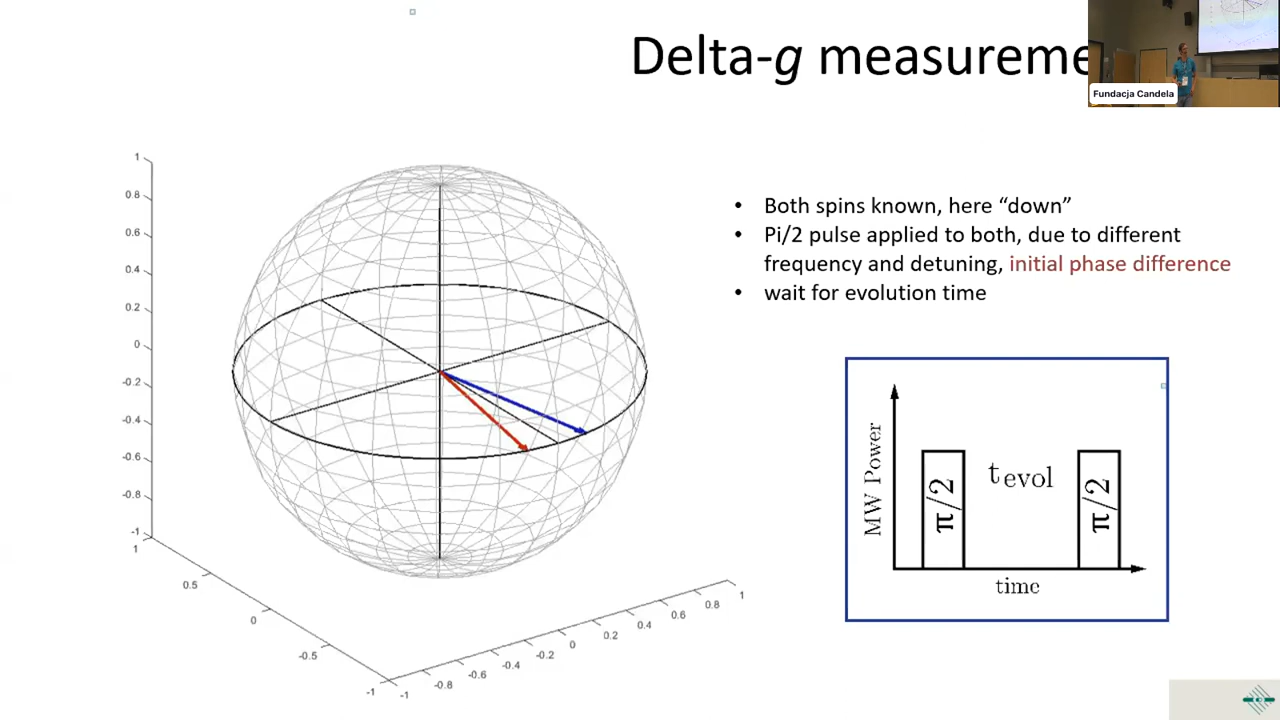 Delta-g measureme
Fundacja Candela
• Both spins known, here “down”
• Pi/2 pulse applied to both, due to different
frequency and detuning, initial phase difference
• wait for evolution time
1
0.8
0.6
0.4
0.2
0
-0.2
-0.4
-0.6
-0.8
-1
1
0.5
0
-0.5
-1
-1
-0.8
-0.6
-0.4
-0.2
0
0.2
0.4
0.6
0.8
1
MW Power
π/2
tevol
π/2
time